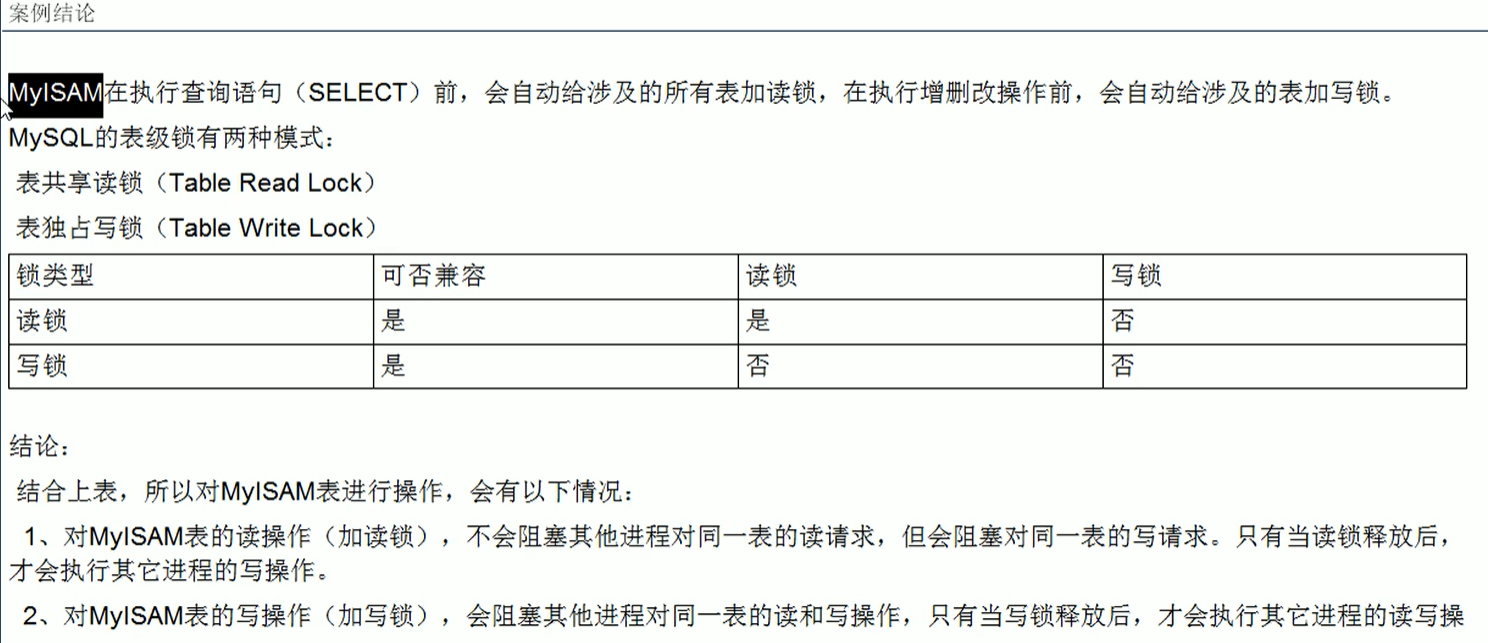 案例结论
MyISAM在执行查询语句（SELECT）前，会自动给涉及的所有表加读锁，在执行增删改操作前，会自动给涉及的表加写锁。
MySQL的表级锁有两种模式：
表共享读锁（Table Read Lock）
表独占写锁（Table Write Lock）
锁类型 可否兼容 读锁 写锁
读锁 是 是 否
写锁 是 否 否
结论：
结合上表，所以对MyISAM表进行操作，会有以下情况：
1、对MyISAM表的读操作（加读锁），不会阻塞其他进程对同一表的读请求，但会阻塞对同一表的写请求。只有当读锁释放后，
才会执行其它进程的写操作。
2、对MyISAM表的写操作（加写锁），会阻塞其他进程对同一表的读和写操作，只有当写锁释放后，才会执行其它进程的读写操